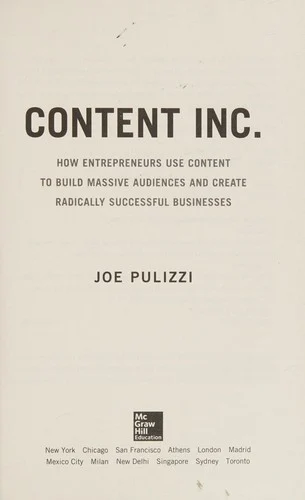 CONTENT INC.
HOW ENTREPRENEURS USE CONTENT
TO BUILD MASSIVE AUDIENCES AND CREATE
RADICALLY SUCCESSFUL BUSINESSES
JOE PULIZZI
Mc
Graw
Hill
Education
New York Chicago San Francisco Athens London Madrid
Mexico City Milan New Delhi Singapore Sydney Toronto